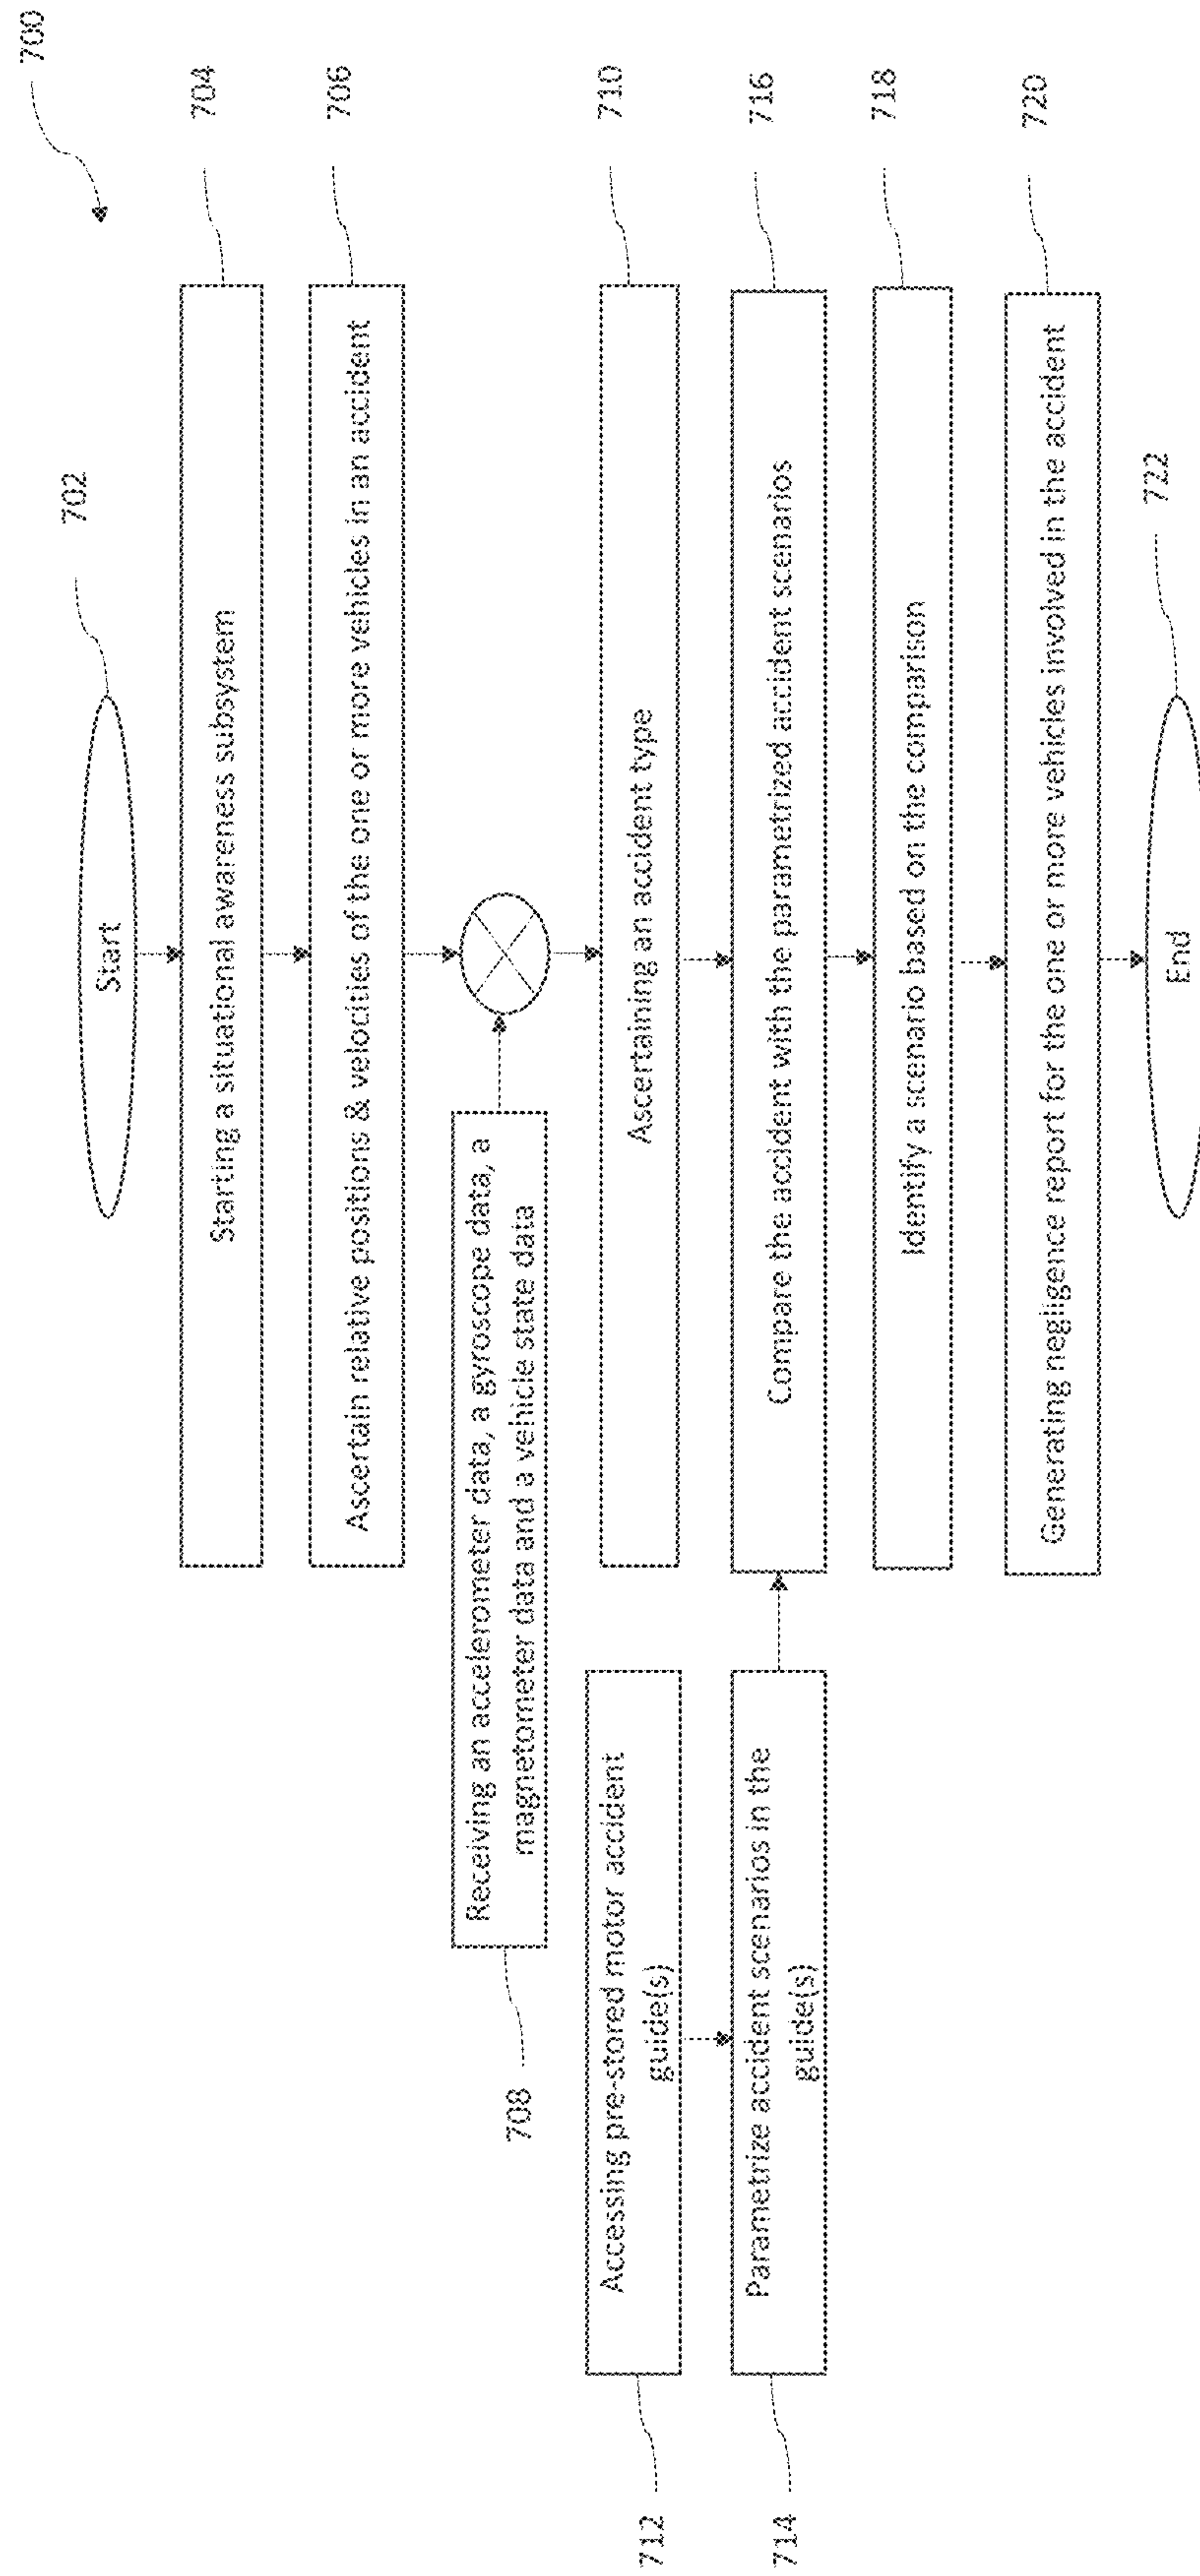 700
702
Start
704
Starting a situational awareness subsystem
706
Ascertain relative positions & velocities of the one or more vehicles in an accident
708
Receiving an accelerometer data, a gyroscope data, a
magnetometer data and a vehicle state data
710
Ascertaining an accident type
712
Accessing pre-stored motor accident
guide(s)
714
Parametrize accident scenarios in the
guide(s)
716
Compare the accident with the parametrized accident scenarios
718
Identify a scenario based on the comparison
720
Generating negligence report for the one or more vehicles involved in the accident
722
End